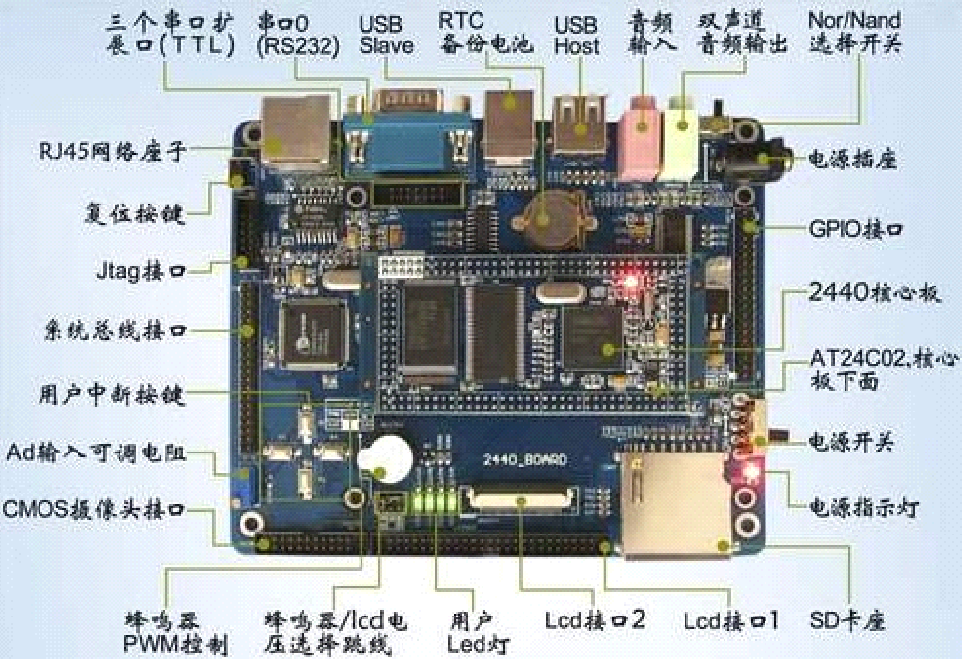 三个串口扩
展口(TTL)
串口0
(RS232)
USB
Slave
RTC
备份电池
USB
Host
音频
输入
双声道
音频输出
Nor/Nand
选择开关
RJ45网络座子
电源插座
复位按键
GPIO接口
Jtag接口
2440核心板
系统总线接口
AT24C02,核心
板下面
用户中断按键
电源开关
Ad输入可调电阻
2440_BOARD
CMOS摄像头接口
电源指示灯
蜂鸣器
PWM控制
蜂鸣器/lcd电
压选择跳线
用户
Led灯
Lcd接口2
Lcd接口1
SD卡座